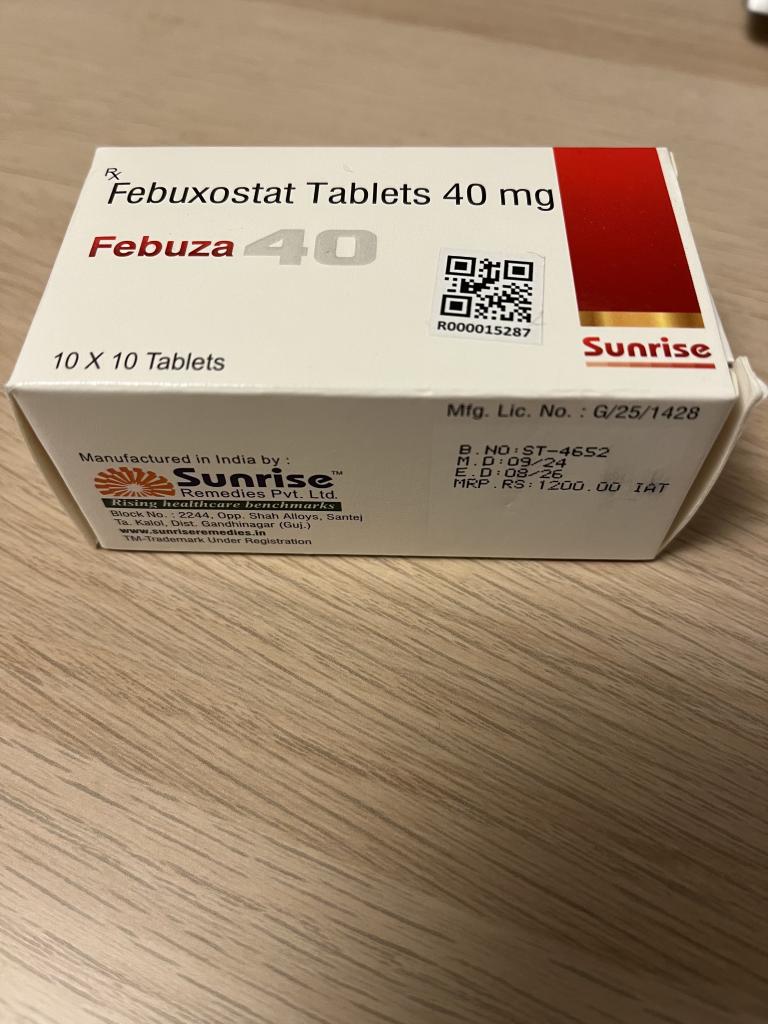 Rx
Febuxostat Tablets 40 mg
Febuza 40
R000015287
10 X 10 Tablets
Sunrise
Mfg. Lic. No. : G/25/1428
B.NO:ST-4652
M.D:09/24
E.D:08/26
MRP.RS:1200.00 IAT
Manufactured in India by :
Sunrise™
Remedies Pvt. Ltd.
Rising healthcare benchmarks
Block No. : 2244, Opp. Shah Alloys, Santej
Ta. Kalol, Dist. Gandhinagar (Guj.)
www.sunriseremedies.in
TM-Trademark Under Registration